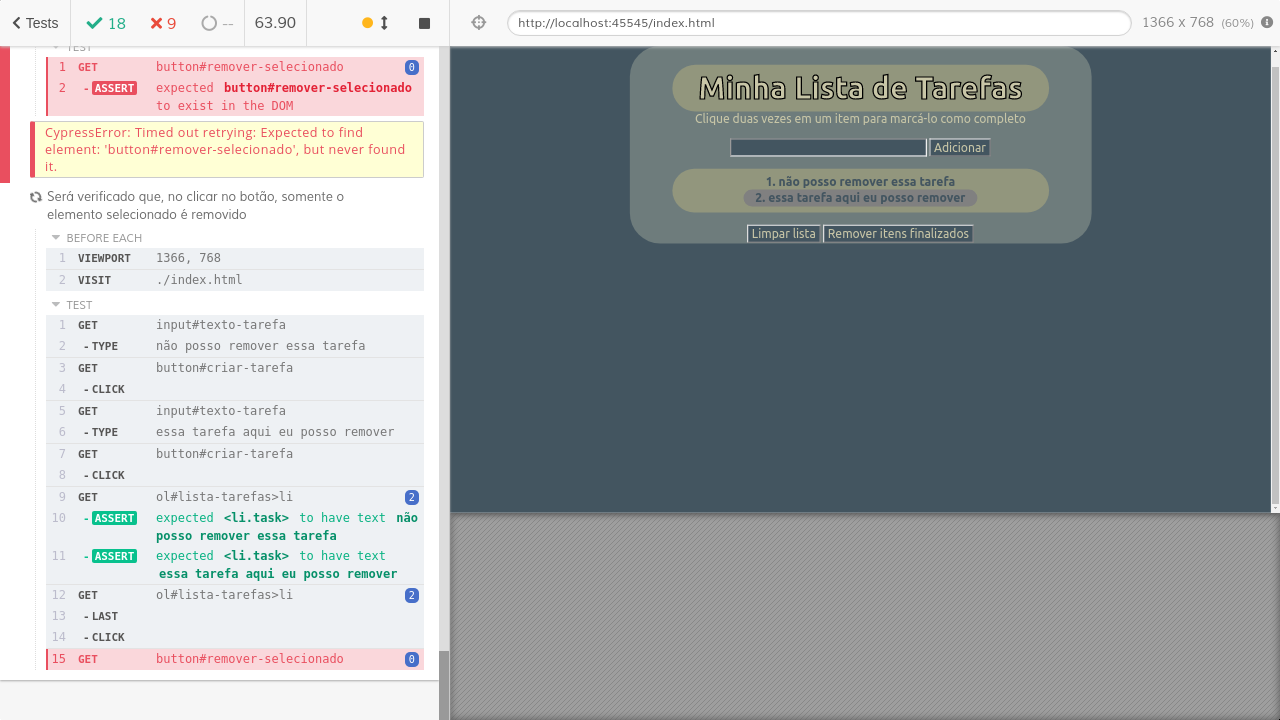 Tests
18
9
--
63.90
http://localhost:45545/index.html
1366 x 768 (60%)
TEST
1 GET button#remover-selecionado 0
2 - ASSERT expected button#remover-selecionado
to exist in the DOM
CypressError: Timed out retrying: Expected to find
element: 'button#remover-selecionado', but never found
it.
Será verificado que, no clicar no botão, somente o
elemento selecionado é removido
BEFORE EACH
1 VIEWPORT 1366, 768
2 VISIT ./index.html
TEST
1 GET input#texto-tarefa
2 - TYPE não posso remover essa tarefa
3 GET button#criar-tarefa
4 - CLICK
5 GET input#texto-tarefa
6 - TYPE essa tarefa aqui eu posso remover
7 GET button#criar-tarefa
8 - CLICK
9 GET ol#lista-tarefas>li 2
10 - ASSERT expected <li.task> to have text não
posso remover essa tarefa
11 - ASSERT expected <li.task> to have text
essa tarefa aqui eu posso remover
12 GET ol#lista-tarefas>li 2
13 - LAST
14 - CLICK
15 GET button#remover-selecionado 0
Minha Lista de Tarefas
Clique duas vezes em um item para marcá-lo como completo
Adicionar
1. não posso remover essa tarefa
2. essa tarefa aqui eu posso remover
Limpar lista Remover itens finalizados